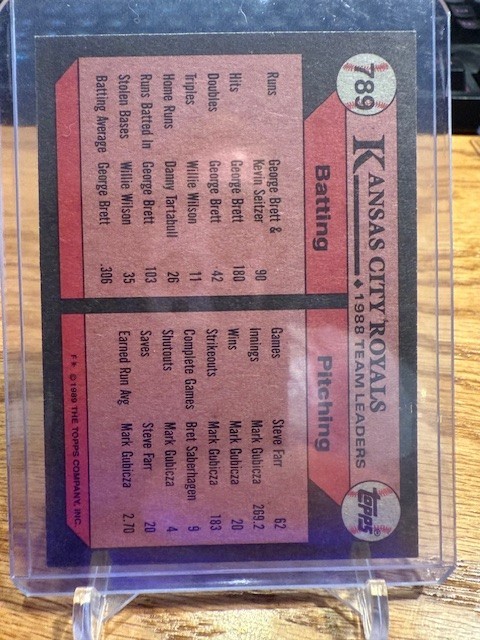 789
KANSAS CITY ROYALS
♦ 1988 TEAM LEADERS
TOPPS®
Batting
Runs George Brett & Kevin Seitzer 90
Hits George Brett 180
Doubles George Brett 42
Triples Willie Wilson 11
Home Runs Danny Tartabull 26
Runs Batted In George Brett 103
Stolen Bases Willie Wilson 35
Batting Average George Brett .306
Pitching
Games Steve Farr 62
Innings Mark Gubicza 269.2
Wins Mark Gubicza 20
Strikeouts Mark Gubicza 183
Complete Games Bret Saberhagen 9
Shutouts Mark Gubicza 4
Saves Steve Farr 20
Earned Run Avg Mark Gubicza 2.70
F* © 1989 THE TOPPS COMPANY, INC.